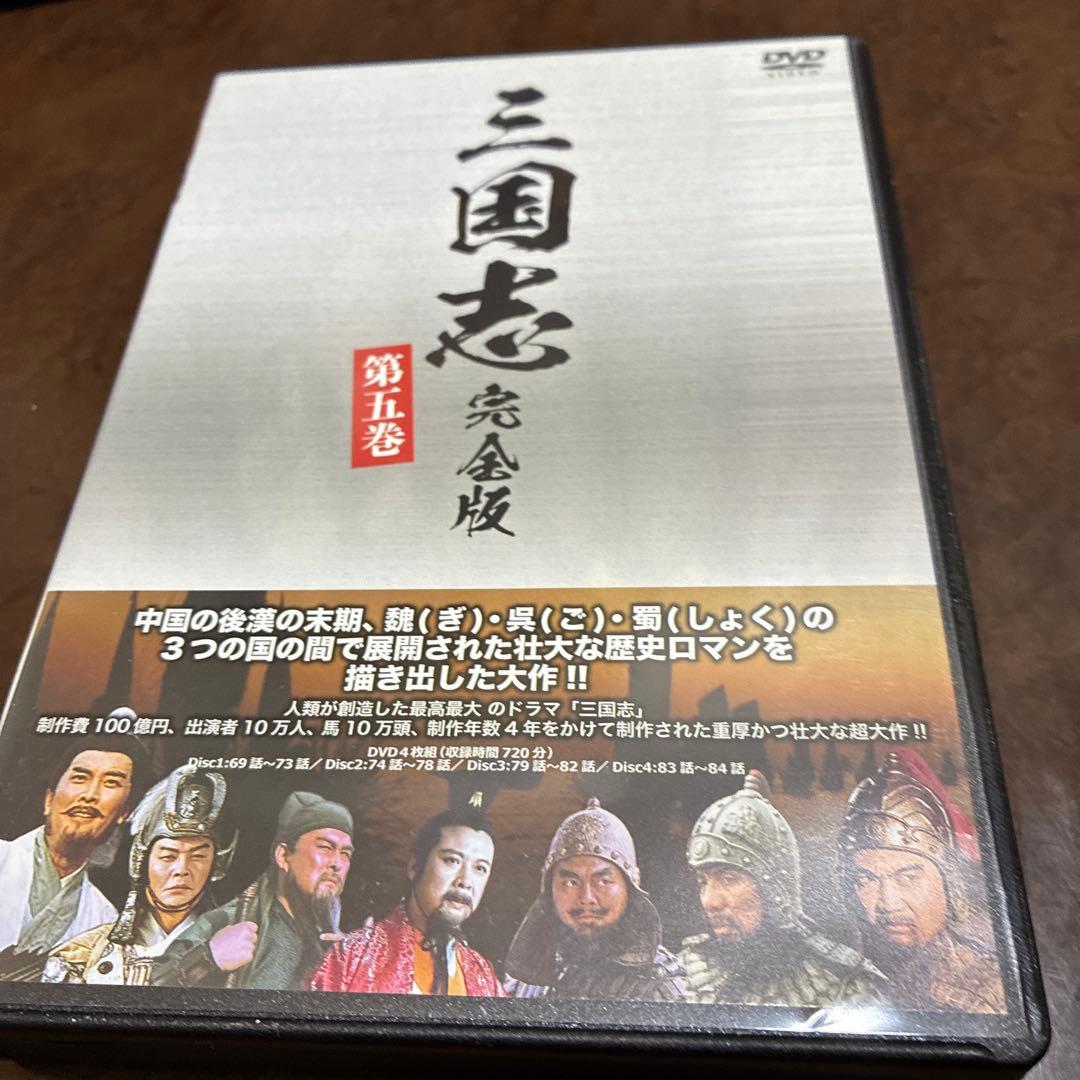 DVD
VIDEO
三国志
完全版
第五巻
中国の後漢の末期、魏(ぎ)・呉(ご)・蜀(しょく)の
3つの国の間で展開された壮大な歴史ロマンを
描き出した大作!!
人類が創造した最高最大 のドラマ「三国志」
制作費100億円、出演者10万人、馬10万頭、制作年数4年をかけて制作された重厚かつ壮大な超大作!!
DVD4枚組(収録時間720分)
Disc1:69話～73話／Disc2:74話～78話／Disc3:79話～82話／Disc4:83話～84話